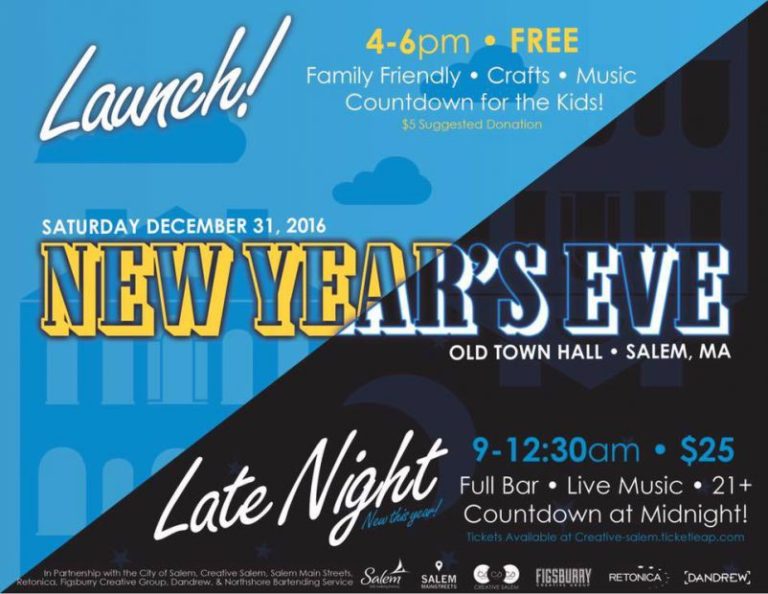 Launch!
4-6pm • FREE
Family Friendly • Crafts • Music
Countdown for the Kids!
$5 Suggested Donation
SATURDAY DECEMBER 31, 2016
NEW YEAR'S EVE
OLD TOWN HALL • SALEM, MA
Late Night
New this year!
9-12:30am • $25
Full Bar • Live Music • 21+
Countdown at Midnight!
Tickets Available at Creative-salem.ticketleap.com
In Partnership with the City of Salem, Creative Salem, Salem Main Streets,
Retonica, Figsburry Creative Group, Dandrew, & Northshore Bartending Service
Salem
SALEM
MAINSTREETS
CREATIVE SALEM
FIGSBURRY
CREATIVE GROUP
RETONICA
DANDREW